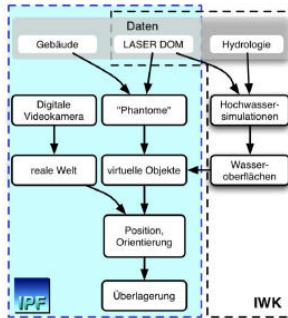 Daten
Gebäude
LASER DOM
Hydrologie
Digitale
Videokamera
"Phantome"
Hochwasser-
simulationen
reale Welt
virtuelle Objekte
Wasser-
oberflächen
Position,
Orientierung
Überlagerung
IPF
IWK